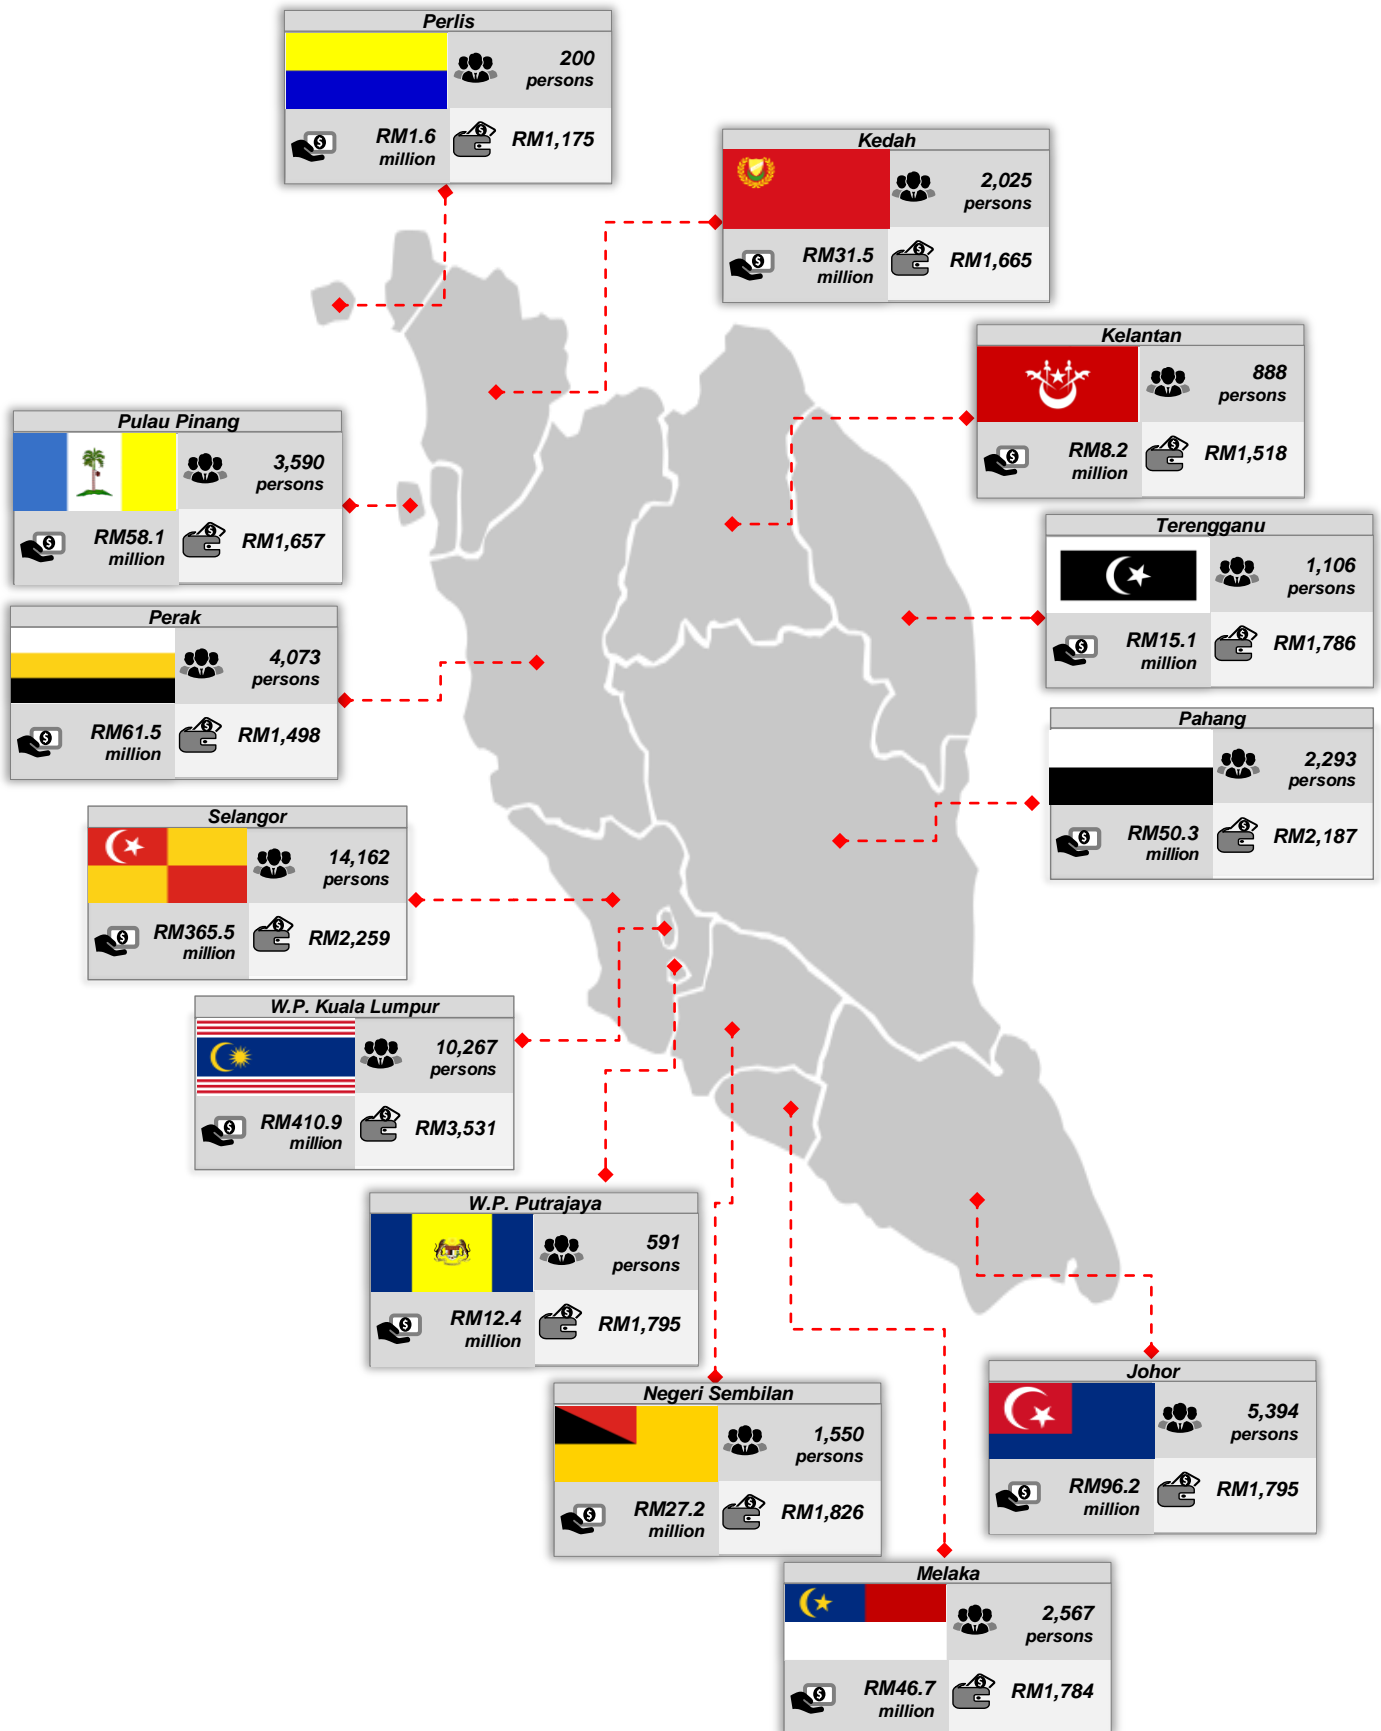 Perlis
200
persons
RM1.6
million
RM1,175
Kedah
2,025
persons
RM31.5
million
RM1,665
Kelantan
888
persons
RM8.2
million
RM1,518
Pulau Pinang
3,590
persons
RM58.1
million
RM1,657
Terengganu
1,106
persons
RM15.1
million
RM1,786
Perak
4,073
persons
RM61.5
million
RM1,498
Pahang
2,293
persons
RM50.3
million
RM2,187
Selangor
14,162
persons
RM365.5
million
RM2,259
W.P. Kuala Lumpur
10,267
persons
RM410.9
million
RM3,531
W.P. Putrajaya
591
persons
RM12.4
million
RM1,795
Negeri Sembilan
1,550
persons
RM27.2
million
RM1,826
Johor
5,394
persons
RM96.2
million
RM1,795
Melaka
2,567
persons
RM46.7
million
RM1,784